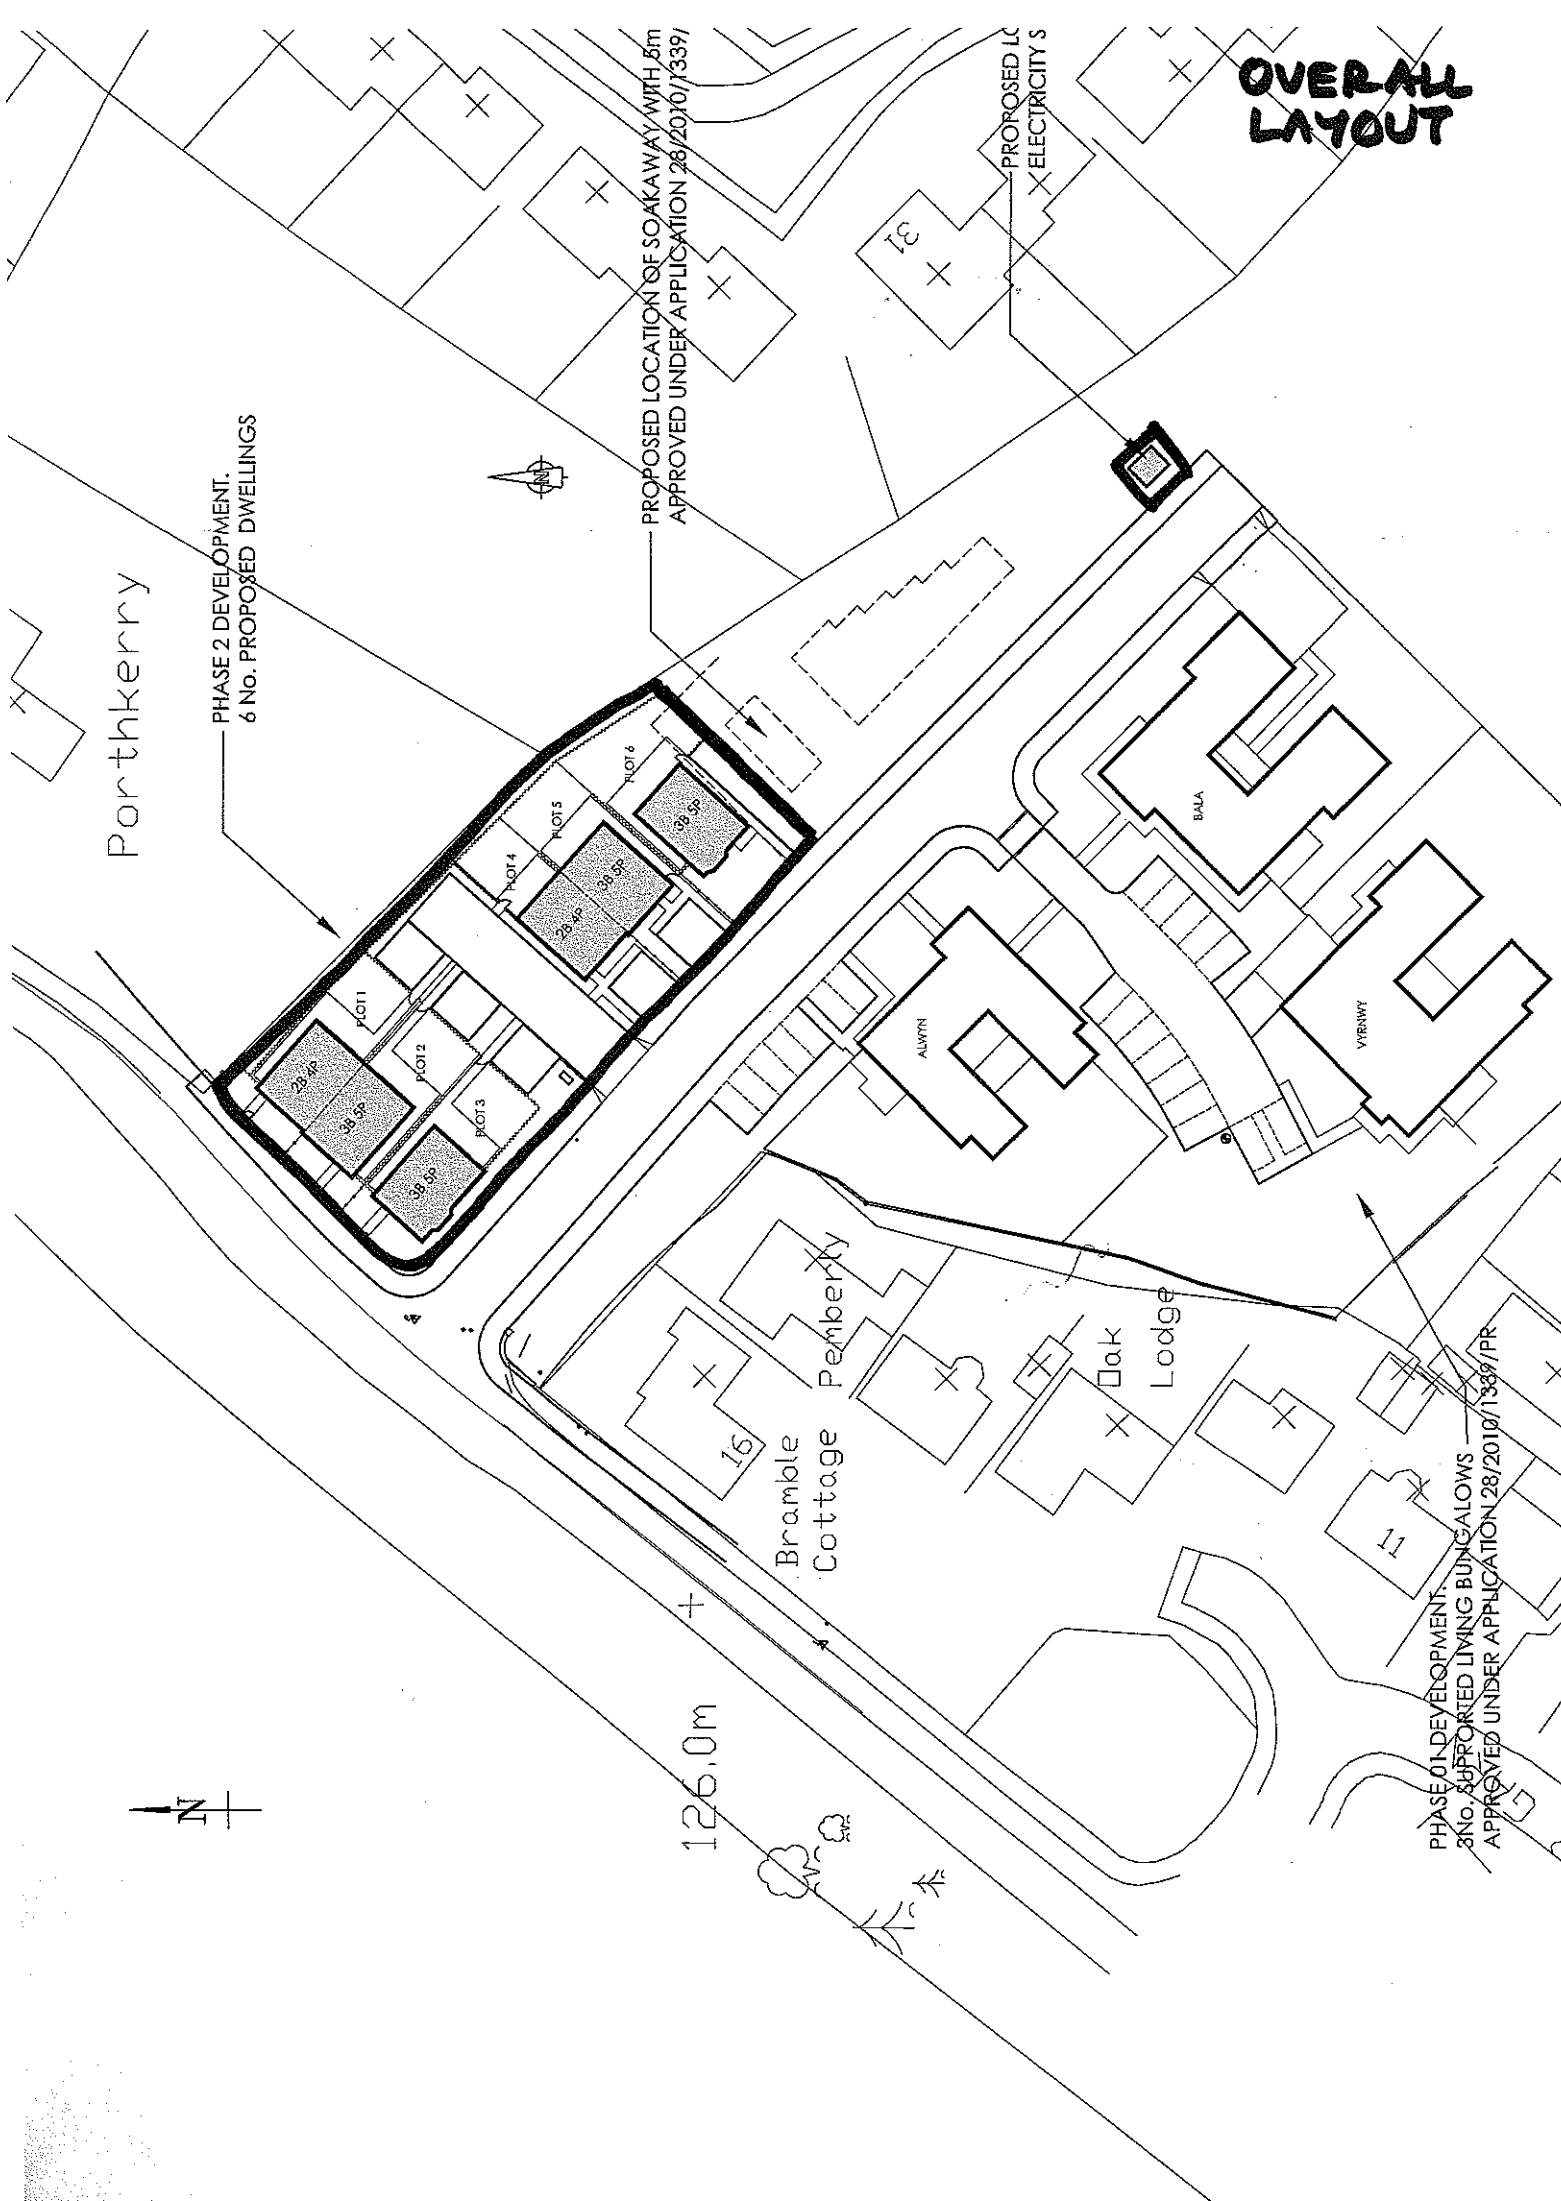 OVERALL
LAYOUT
Porthkerry
PHASE 2 DEVELOPMENT.
6 No. PROPOSED DWELLINGS
PROPOSED LOCATION OF SOAKAWAY WITH 5m
APPROVED UNDER APPLICATION 28/2010/1339/
PROPOSED LO
ELECTRICITY S
31
N
PLOT 1
PLOT 2
PLOT 3
PLOT 4
PLOT 5
PLOT 6
2B 4P
3B 5P
3B 5P
2B 4P
3B 5P
3B 5P
BALA
ALWYN
VYRNWY
16
Bramble
Cottage
Pemberly
Oak
Lodge
11
N
126.0m
PHASE 01 DEVELOPMENT.
3No. SUPPORTED LIVING BUNGALOWS
APPROVED UNDER APPLICATION 28/2010/1339/PR